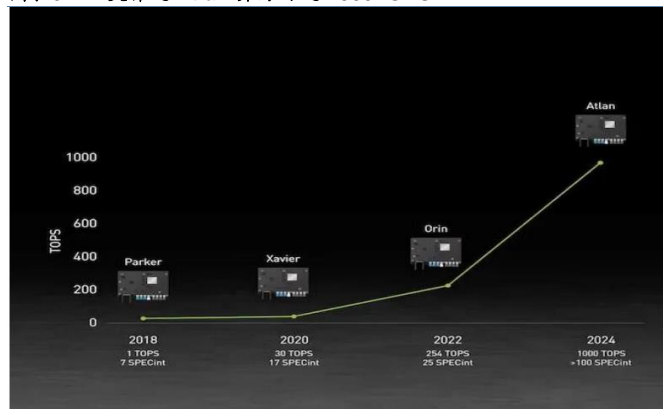 Atlan
1000
800
600
400
200
0
TOPS
Orin
Xavier
Parker
2018
1 TOPS
7 SPECint
2020
30 TOPS
17 SPECint
2022
254 TOPS
25 SPECint
2024
1000 TOPS
>100 SPECint